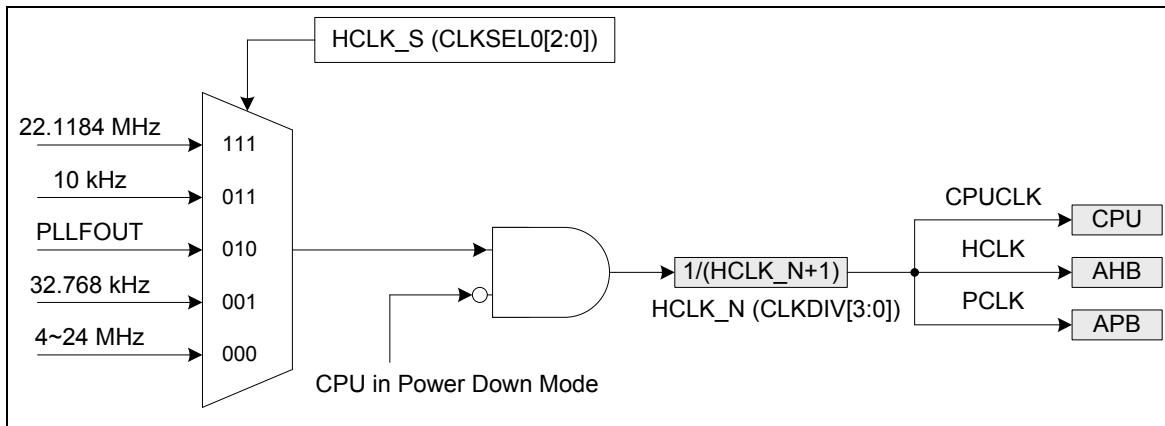 HCLK_S (CLKSEL0[2:0])
22.1184 MHz
111
10 kHz
011
PLLFOUT
010
32.768 kHz
001
4~24 MHz
000
CPU in Power Down Mode
1/(HCLK_N+1)
HCLK_N (CLKDIV[3:0])
CPUCLK
CPU
HCLK
AHB
PCLK
APB